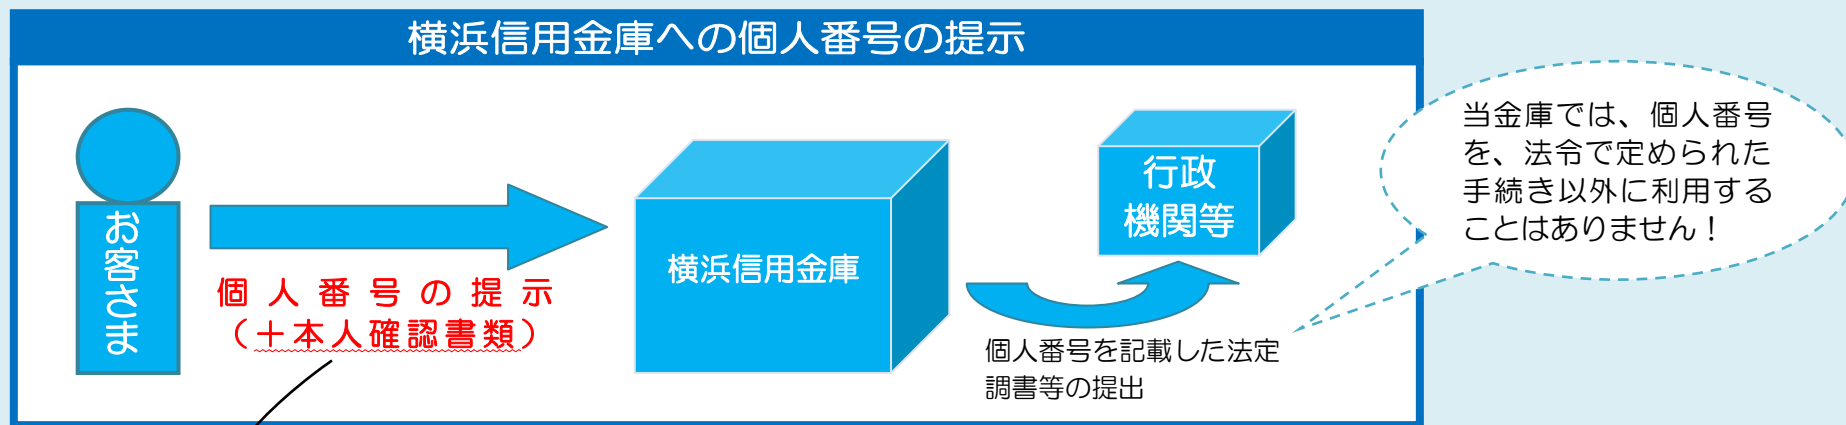 横浜信用金庫への個人番号の提示
お客さま
個人番号の提示
（＋本人確認書類）
横浜信用金庫
行政
機関等
個人番号を記載した法定
調書等の提出
当金庫では、個人番号
を、法令で定められた
手続き以外に利用する
ことはありません！